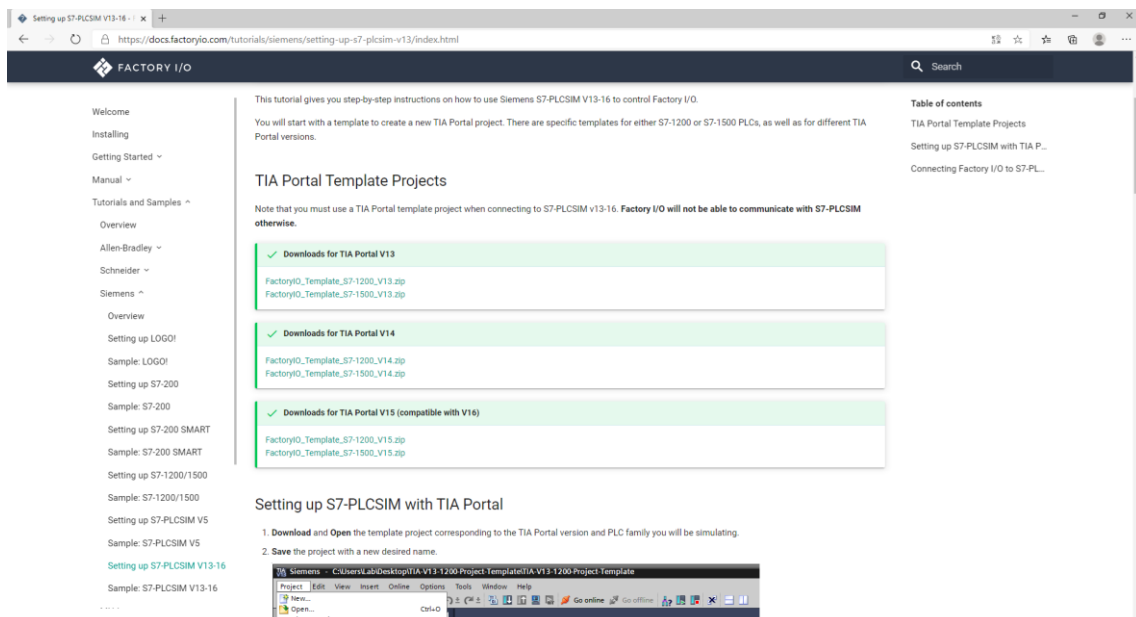 Setting up S7-PLCSIM V13-16 -
https://docs.factoryio.com/tutorials/siemens/setting-up-s7-plcsim-v13/index.html
FACTORY I/O
Search
Welcome
Installing
Getting Started
Manual
Tutorials and Samples
Overview
Allen-Bradley
Schneider
Siemens
Overview
Setting up LOGO!
Sample: LOGO!
Setting up S7-200
Sample: S7-200
Setting up S7-200 SMART
Sample: S7-200 SMART
Setting up S7-1200/1500
Sample: S7-1200/1500
Setting up S7-PLCSIM V5
Sample: S7-PLCSIM V5
Setting up S7-PLCSIM V13-16
Sample: S7-PLCSIM V13-16
This tutorial gives you step-by-step instructions on how to use Siemens S7-PLCSIM V13-16 to control Factory I/O.
You will start with a template to create a new TIA Portal project. There are specific templates for either S7-1200 or S7-1500 PLCs, as well as for different TIA
Portal versions.
TIA Portal Template Projects
Note that you must use a TIA Portal template project when connecting to S7-PLCSIM v13-16. Factory I/O will not be able to communicate with S7-PLCSIM
otherwise.
Downloads for TIA Portal V13
FactoryIO_Template_S7-1200_V13.zip
FactoryIO_Template_S7-1500_V13.zip
Downloads for TIA Portal V14
FactoryIO_Template_S7-1200_V14.zip
FactoryIO_Template_S7-1500_V14.zip
Downloads for TIA Portal V15 (compatible with V16)
FactoryIO_Template_S7-1200_V15.zip
FactoryIO_Template_S7-1500_V15.zip
Setting up S7-PLCSIM with TIA Portal
1. Download and Open the template project corresponding to the TIA Portal version and PLC family you will be simulating.
2. Save the project with a new desired name.
Siemens - C:\Users\Lab\Desktop\TIA-V13-1200-Project-Template\TIA-V13-1200-Project-Template
Project Edit View Insert Online Options Tools Window Help
New...
Open... Ctrl+O
Go online Go offline
Table of contents
TIA Portal Template Projects
Setting up S7-PLCSIM with TIA P...
Connecting Factory I/O to S7-PL...